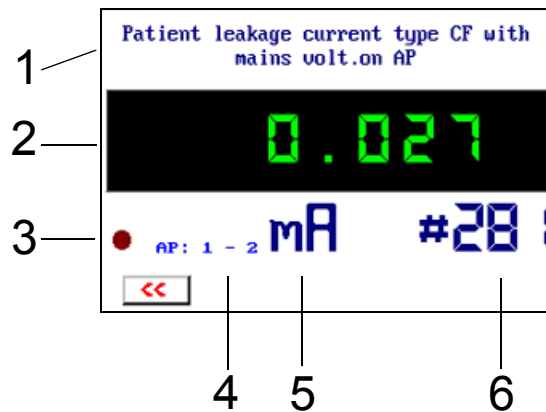 Patient leakage current type CF with
mains volt.on AP
1
2
0.027
3
AP: 1 - 2
mA
#28
<<
4
5
6